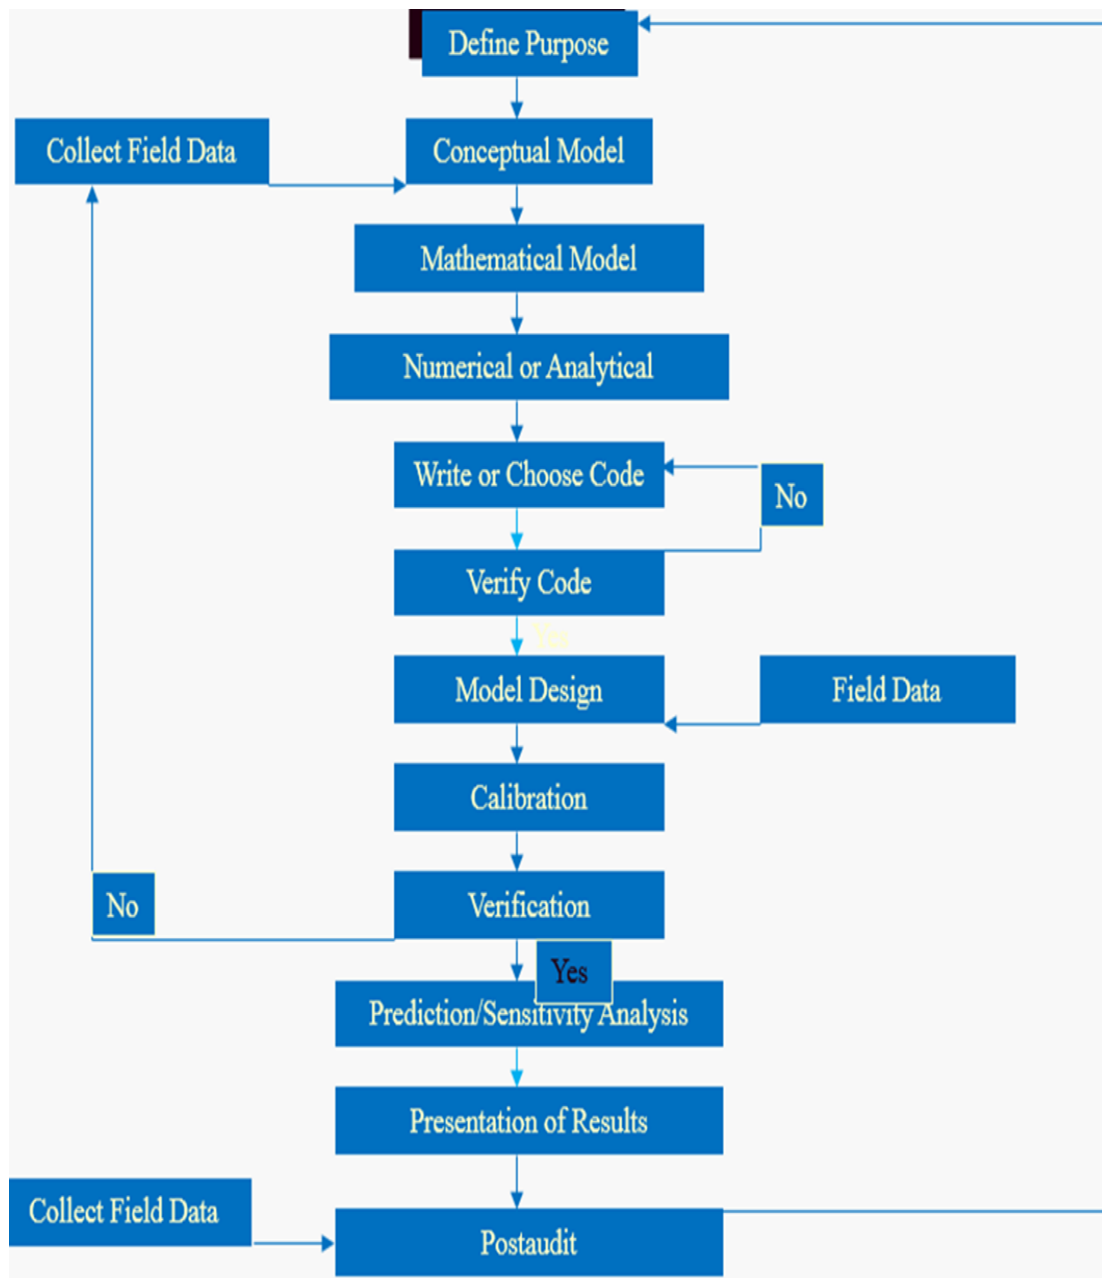 Define Purpose
Collect Field Data
Conceptual Model
Mathematical Model
Numerical or Analytical
Write or Choose Code
No
Verify Code
Yes
Model Design
Field Data
Calibration
No
Verification
Yes
Prediction/Sensitivity Analysis
Presentation of Results
Collect Field Data
Postaudit